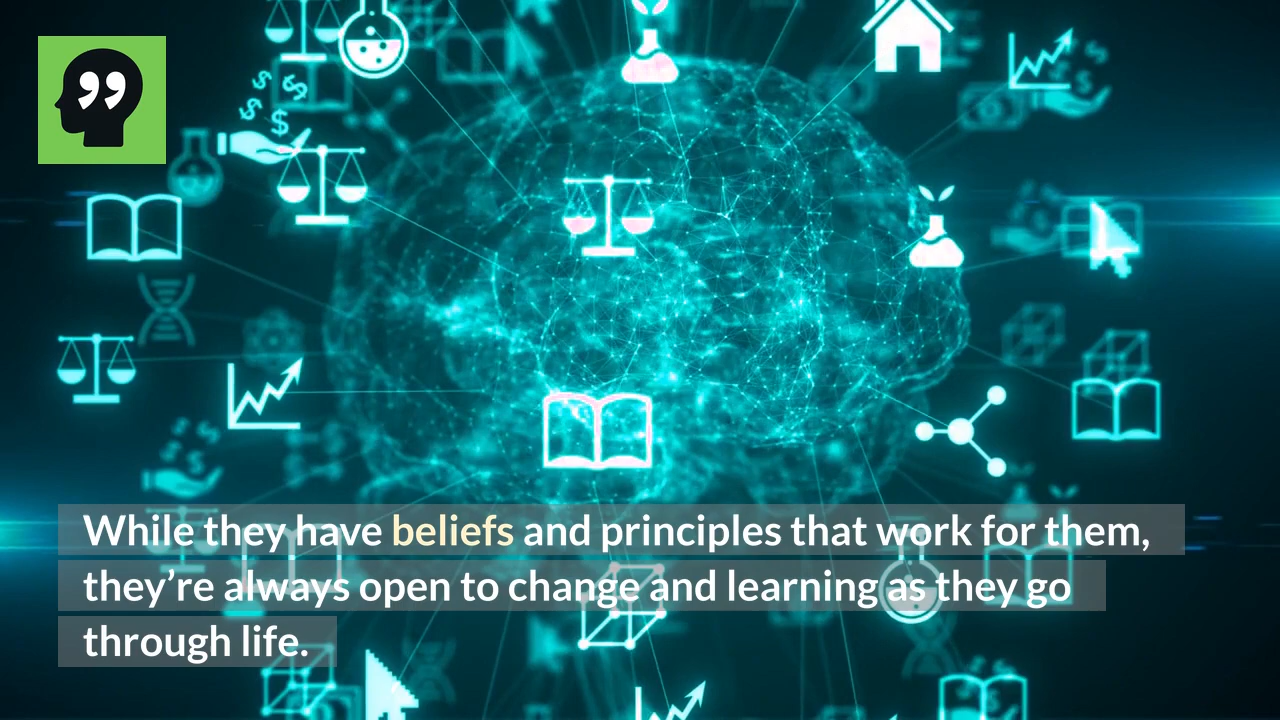 While they have beliefs and principles that work for them,
they’re always open to change and learning as they go
through life.